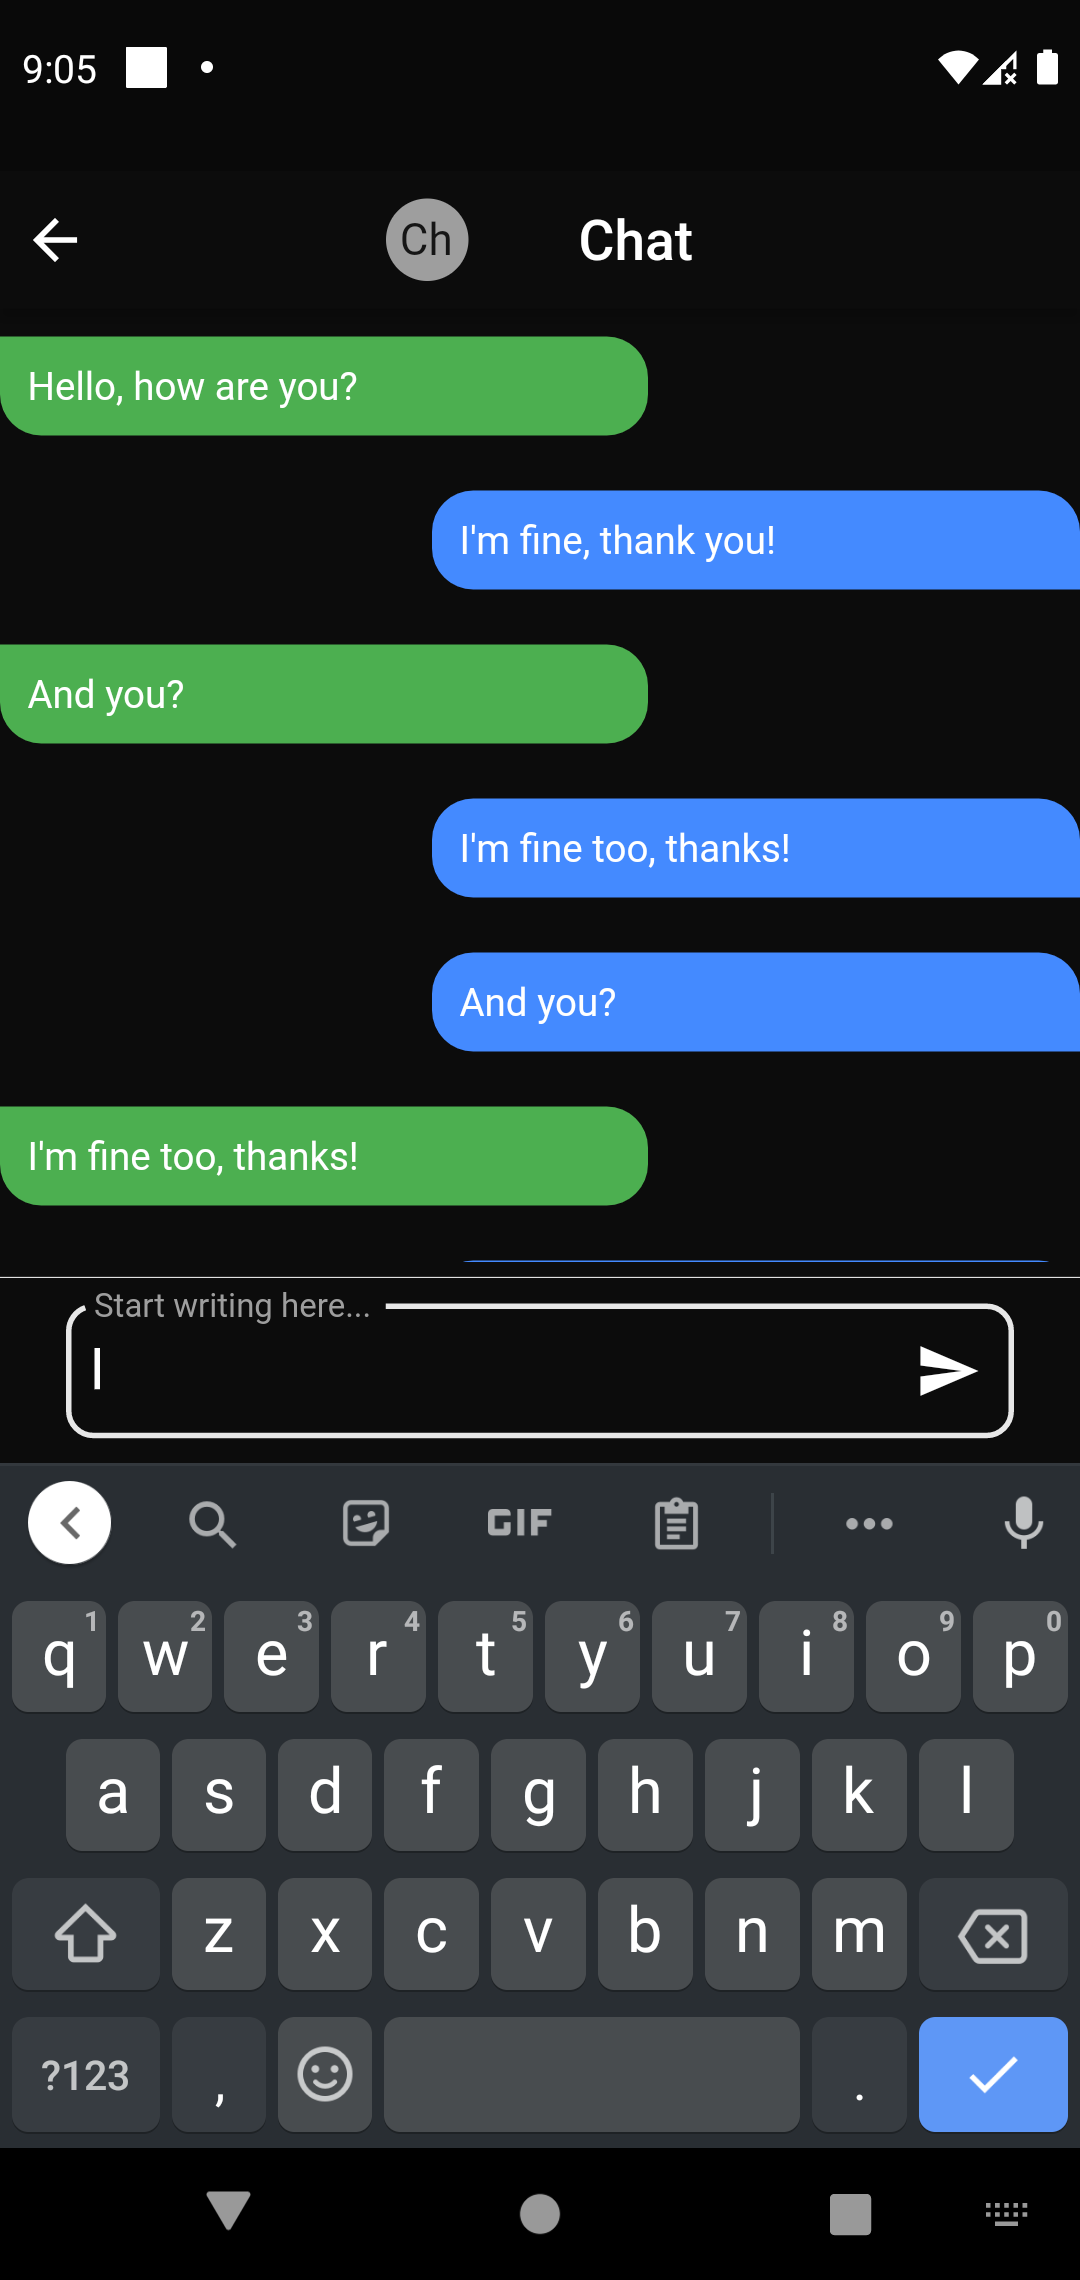 9:05
Ch Chat
Hello, how are you?
I'm fine, thank you!
And you?
I'm fine too, thanks!
And you?
I'm fine too, thanks!
Start writing here...
GIF
q 1 w 2 e 3 r 4 t 5 y 6 u 7 i 8 o 9 p 0
a s d f g h j k l
z x c v b n m
?123 , .